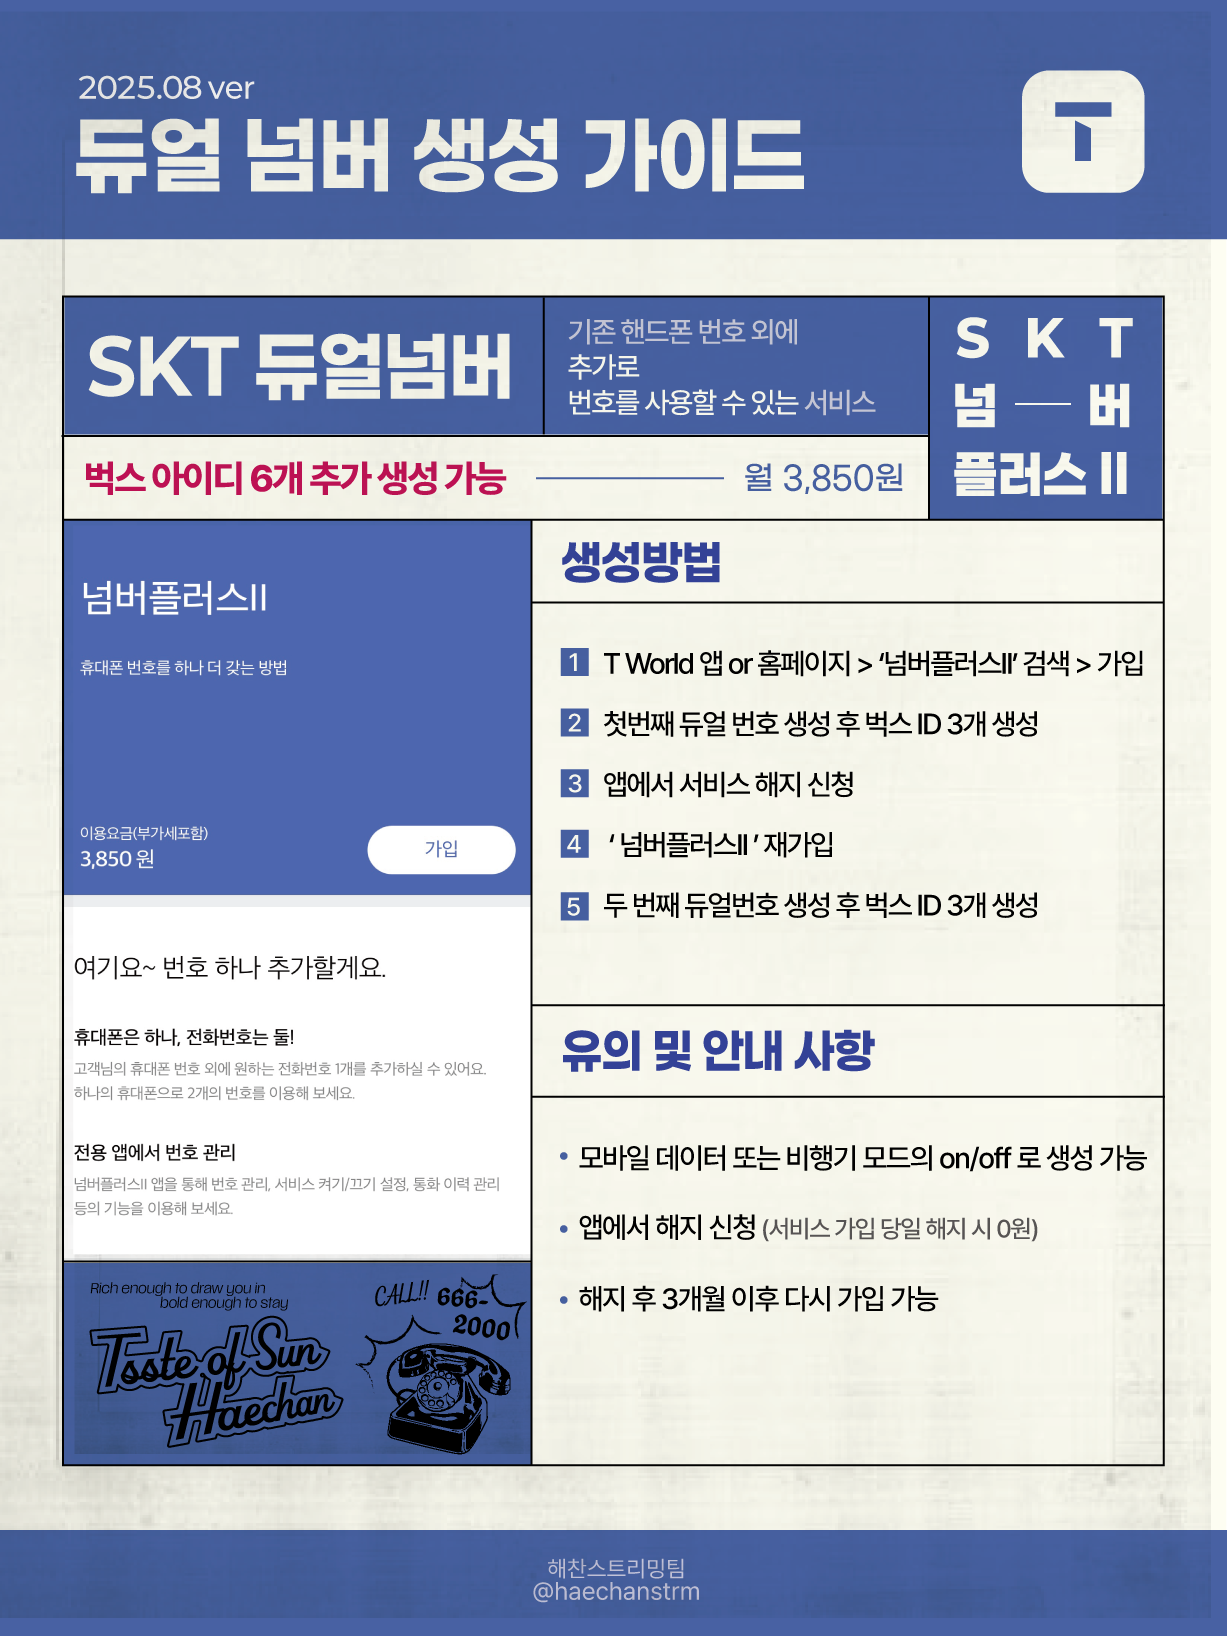 2025.08 ver
듀얼 넘버 생성 가이드
T
SKT 듀얼넘버
기존 핸드폰 번호 외에
추가로
번호를 사용할 수 있는 서비스
S K T
넘 — 버
플러스 II
벅스 아이디 6개 추가 생성 가능 — 월 3,850원
넘버플러스II
휴대폰 번호를 하나 더 갖는 방법
이용요금(부가세포함)
3,850 원
가입
여기요~ 번호 하나 추가할게요.
휴대폰은 하나, 전화번호는 둘!
고객님의 휴대폰 번호 외에 원하는 전화번호 1개를 추가하실 수 있어요.
하나의 휴대폰으로 2개의 번호를 이용해 보세요.
전용 앱에서 번호 관리
넘버플러스II 앱을 통해 번호 관리, 서비스 켜기/끄기 설정, 통화 이력 관리
등의 기능을 이용해 보세요.
Rich enough to draw you in
bold enough to stay
Taste of Sun
Haechan
CALL!! 666-
2000
생성방법
1 T World 앱 or 홈페이지 > ‘넘버플러스II’ 검색 > 가입
2 첫번째 듀얼 번호 생성 후 벅스 ID 3개 생성
3 앱에서 서비스 해지 신청
4 ‘ 넘버플러스II ’ 재가입
5 두 번째 듀얼번호 생성 후 벅스 ID 3개 생성
유의 및 안내 사항
• 모바일 데이터 또는 비행기 모드의 on/off 로 생성 가능
• 앱에서 해지 신청 (서비스 가입 당일 해지 시 0원)
• 해지 후 3개월 이후 다시 가입 가능
해찬스트리밍팀
@haechanstrm